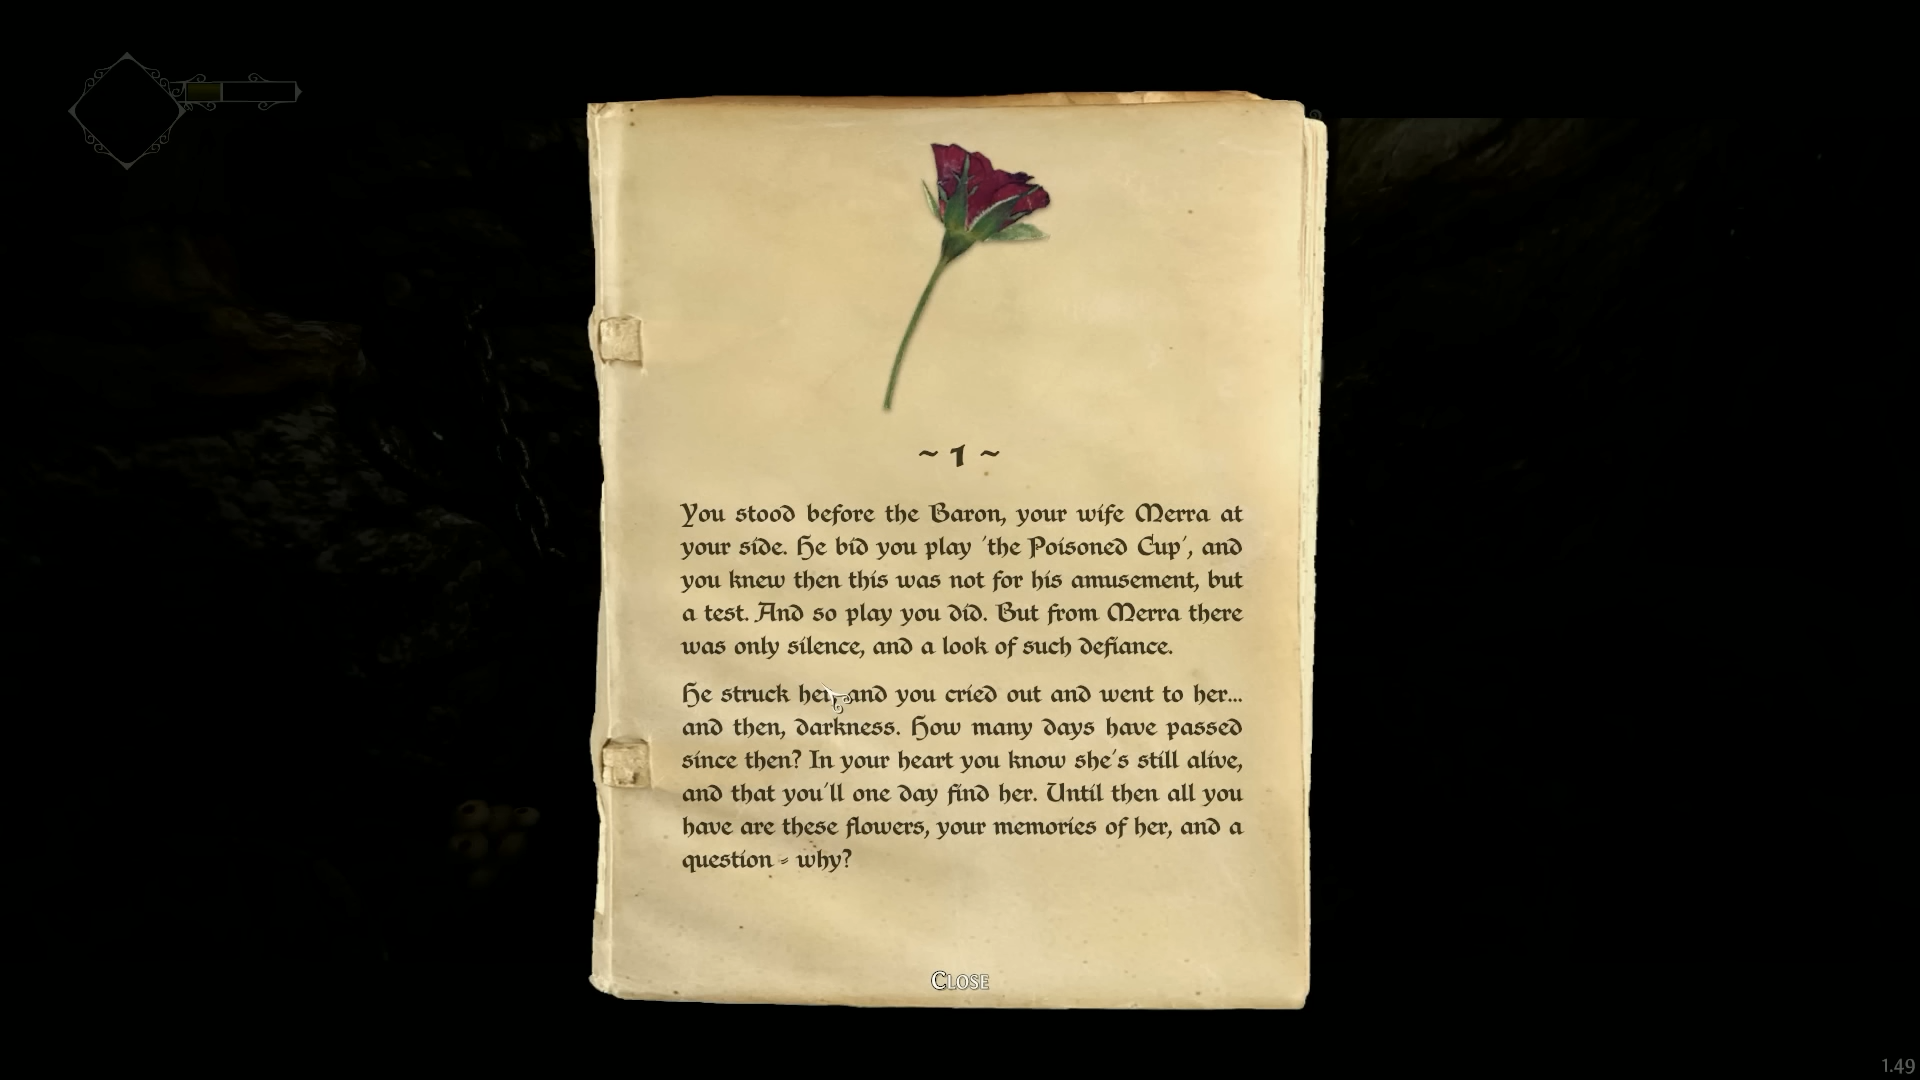 ~ 1 ~
You stood before the Baron, your wife Merra at
your side. He bid you play 'the Poisoned Cup', and
you knew then this was not for his amusement, but
a test. And so play you did. But from Merra there
was only silence, and a look of such defiance.
He struck her, and you cried out and went to her...
and then, darkness. How many days have passed
since then? In your heart you know she's still alive,
and that you'll one day find her. Until then all you
have are these flowers, your memories of her, and a
question - why?
CLOSE
1.49